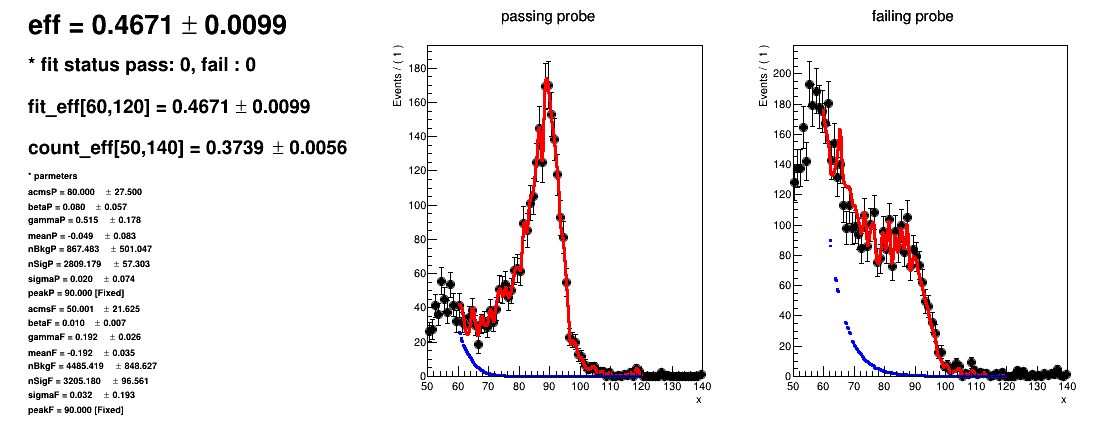 eff = 0.4671 ± 0.0099
* fit status pass: 0, fail : 0
fit_eff[60,120] = 0.4671 ± 0.0099
count_eff[50,140] = 0.3739 ± 0.0056
* parmeters
acmsP = 80.000 ± 27.500
betaP = 0.080 ± 0.057
gammaP = 0.515 ± 0.178
meanP = -0.049 ± 0.083
nBkgP = 867.483 ± 501.047
nSigP = 2809.179 ± 57.303
sigmaP = 0.020 ± 0.074
peakP = 90.000 [Fixed]
acmsF = 50.001 ± 21.625
betaF = 0.010 ± 0.007
gammaF = 0.192 ± 0.026
meanF = -0.192 ± 0.035
nBkgF = 4485.419 ± 848.627
nSigF = 3205.180 ± 96.561
sigmaF = 0.032 ± 0.193
peakF = 90.000 [Fixed]
passing probe
Events / ( 1 )
180
160
140
120
100
80
60
40
20
0
50 60 70 80 90 100 110 120 130 140
x
failing probe
Events / ( 1 )
200
180
160
140
120
100
80
60
40
20
0
50 60 70 80 90 100 110 120 130 140
x